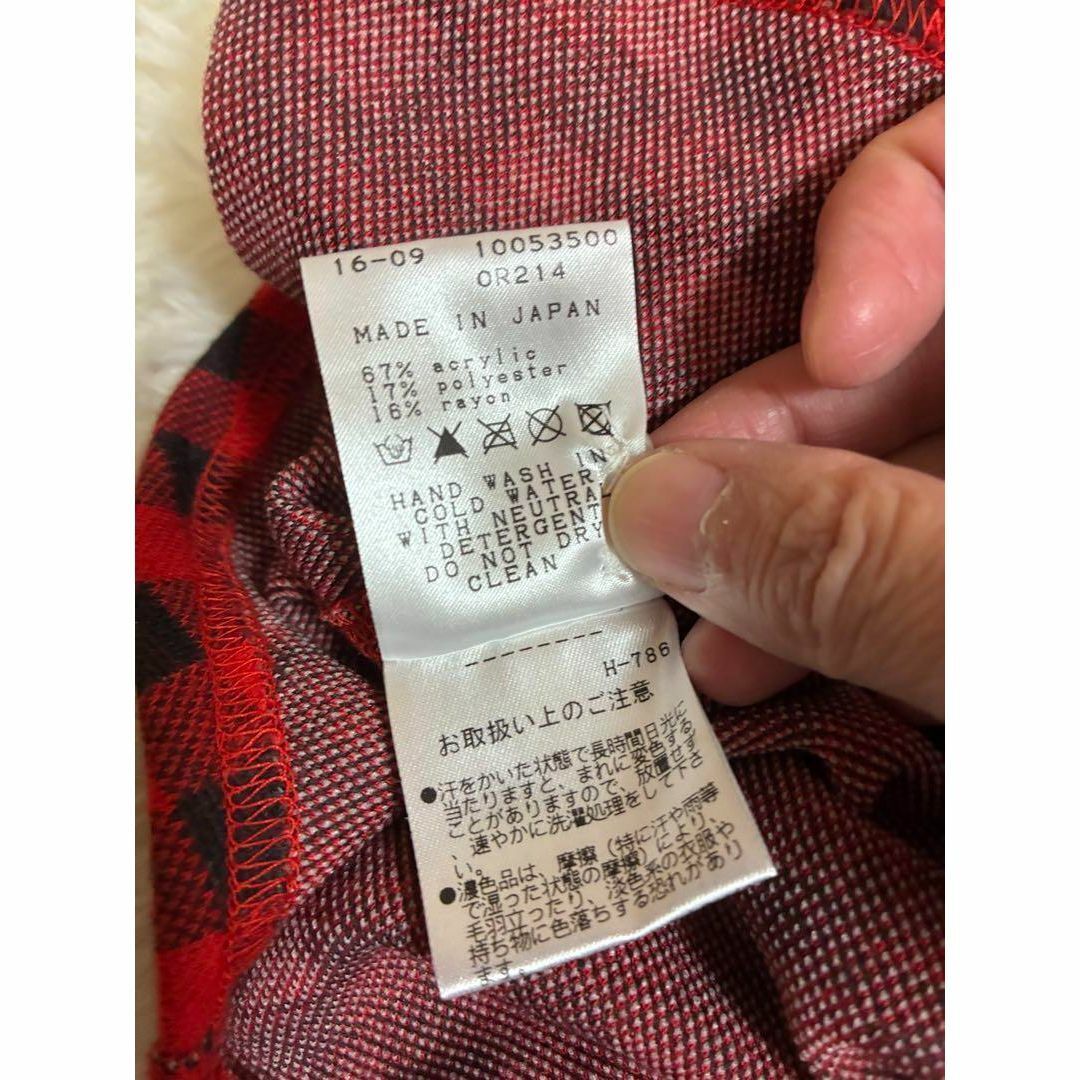 16-09 10053500
OR214
MADE IN JAPAN
67% acrylic
17% polyester
16% rayon
HAND WASH IN
COLD WATER
WITH NEUTRA
DETERGENT
DO NOT DRY
CLEAN
--------
H-786
お取扱い上のご注意
●汗をかいた状態で長時間日光に
当たりますと、まれに変色する
ことがありますので、放置せず
、速やかに洗濯処理をして下さ
い。
●濃色品は、摩擦(特に汗や雨等
で湿った状態の摩擦)により、
毛羽立ったり、淡色系の衣服や
持ち物に色落ちする恐れがあり
ます。